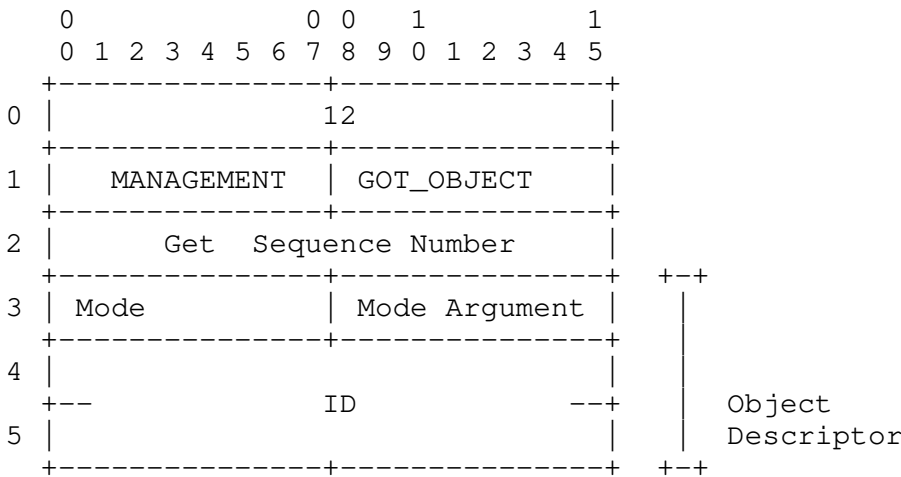 0 0 0 1 1
0 1 2 3 4 5 6 7 8 9 0 1 2 3 4 5
+---------------+---------------+
0 | 12 |
+---------------+---------------+
1 | MANAGEMENT | GOT_OBJECT |
+---------------+---------------+
2 | Get Sequence Number |
+---------------+---------------+ +-+
3 | Mode | Mode Argument | |
+---------------+---------------+ |
4 | | |
+-- ID --+ | Object
5 | | | Descriptor
+---------------+---------------+ +-+